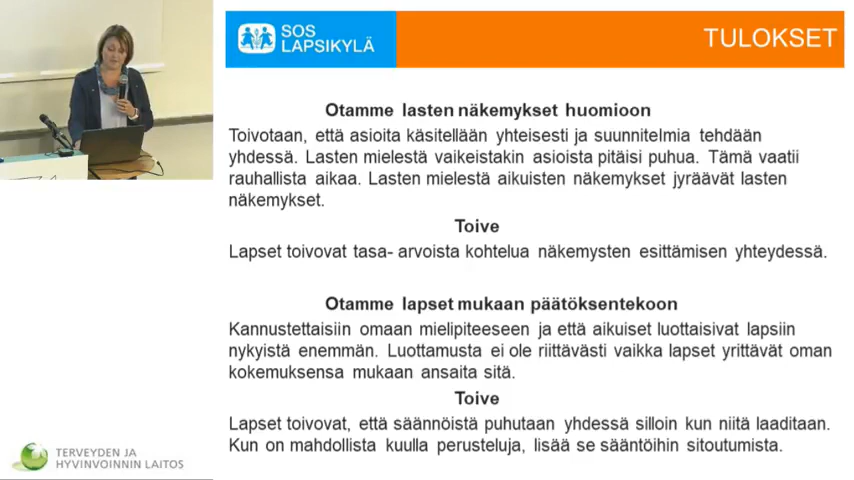 SOS
LAPSIKYLÄ
TULOKSET
Otamme lasten näkemykset huomioon
Toivotaan, että asioita käsitellään yhteisesti ja suunnitelmia tehdään
yhdessä. Lasten mielestä vaikeistakin asioista pitäisi puhua. Tämä vaatii
rauhallista aikaa. Lasten mielestä aikuisten näkemykset jyräävät lasten
näkemykset.
Toive
Lapset toivovat tasa- arvoista kohtelua näkemysten esittämisen yhteydessä.
Otamme lapset mukaan päätöksentekoon
Kannustettaisiin omaan mielipiteeseen ja että aikuiset luottaisivat lapsiin
nykyistä enemmän. Luottamusta ei ole riittävästi vaikka lapset yrittävät oman
kokemuksensa mukaan ansaita sitä.
Toive
Lapset toivovat, että säännöistä puhutaan yhdessä silloin kun niitä laaditaan.
Kun on mahdollista kuulla perusteluja, lisää se sääntöihin sitoutumista.
TERVEYDEN JA
HYVINVOINNIN LAITOS